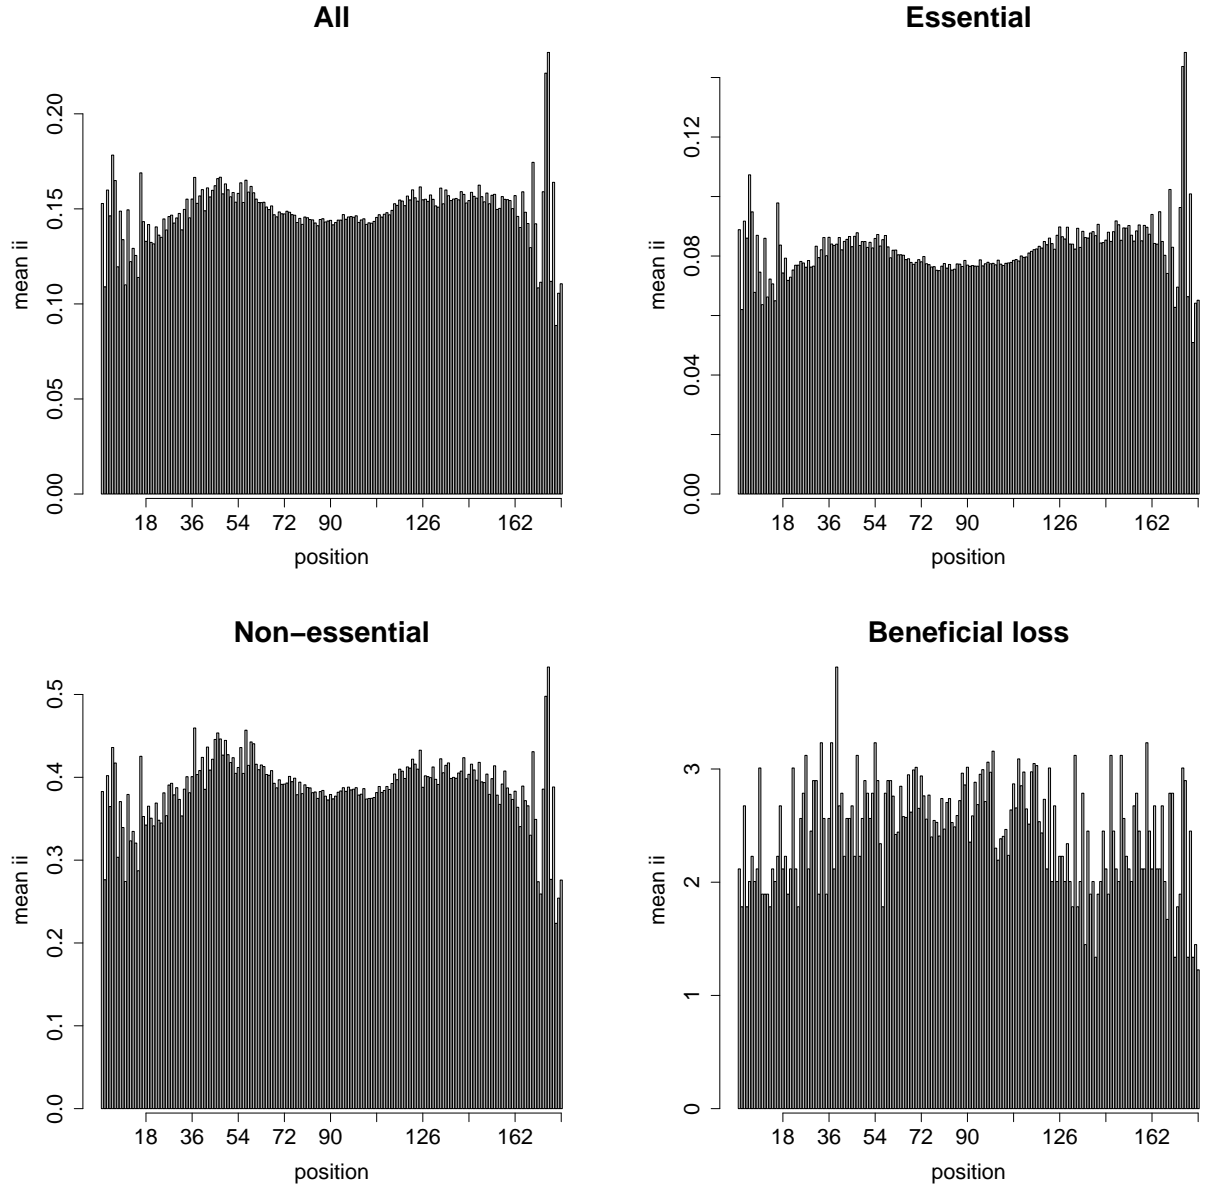 All
mean ii
0.00 0.05 0.10 0.15 0.20
18 36 54 72 90 126 162
position
Essential
mean ii
0.00 0.04 0.08 0.12
18 36 54 72 90 126 162
position
Non−essential
mean ii
0.0 0.1 0.2 0.3 0.4 0.5
18 36 54 72 90 126 162
position
Beneficial loss
mean ii
0 1 2 3
18 36 54 72 90 126 162
position